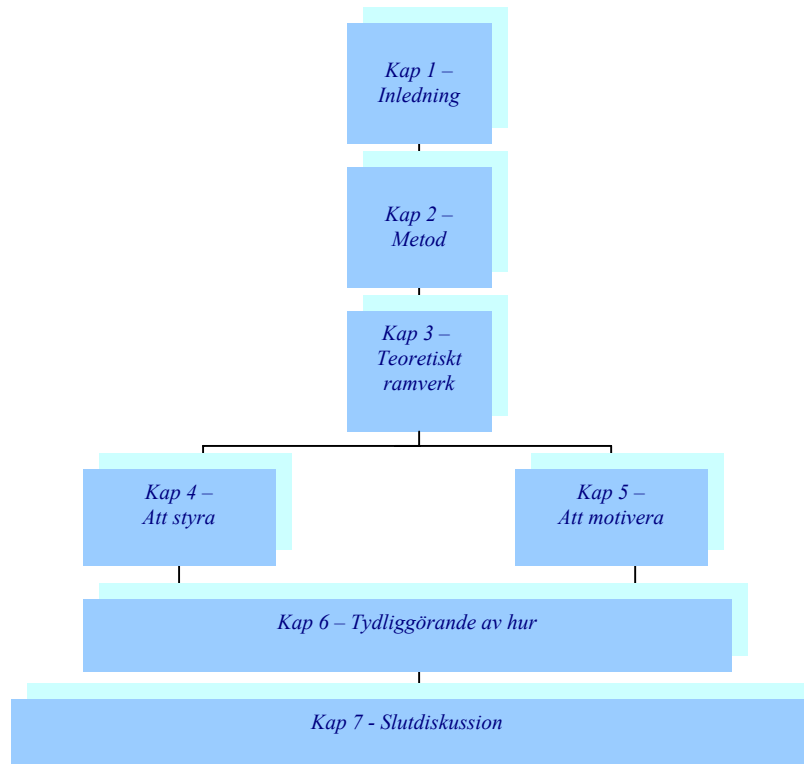 Kap 1 –
Inledning
Kap 2 –
Metod
Kap 3 –
Teoretiskt
ramverk
Kap 4 –
Att styra
Kap 5 –
Att motivera
Kap 6 – Tydliggörande av hur
Kap 7 - Slutdiskussion